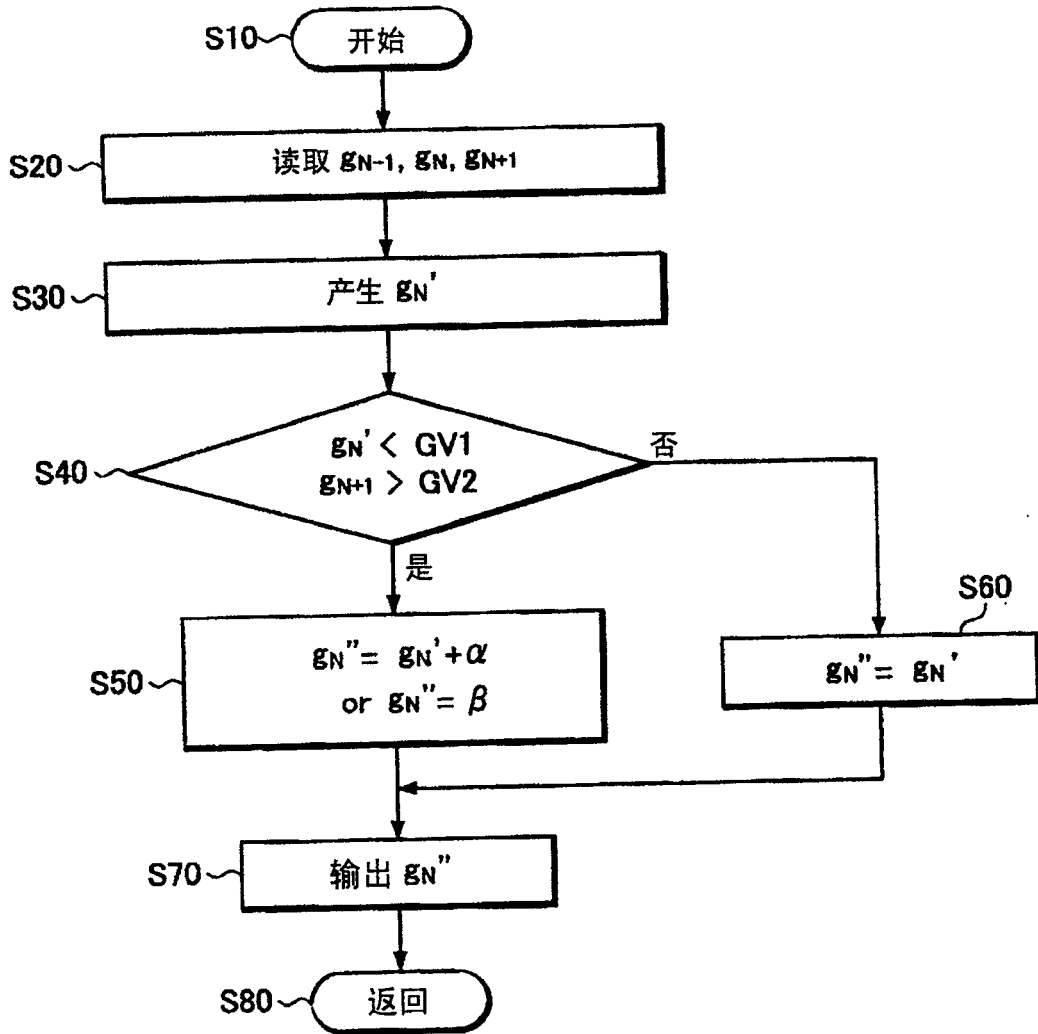 S10
开始
S20
读取 gN-1, gN, gN+1
S30
产生 gN'
S40
gN' < GV1
gN+1 > GV2
否
是
S50
gN"= gN'+α
or gN"= β
S60
gN"= gN'
S70
输出 gN"
S80
返回